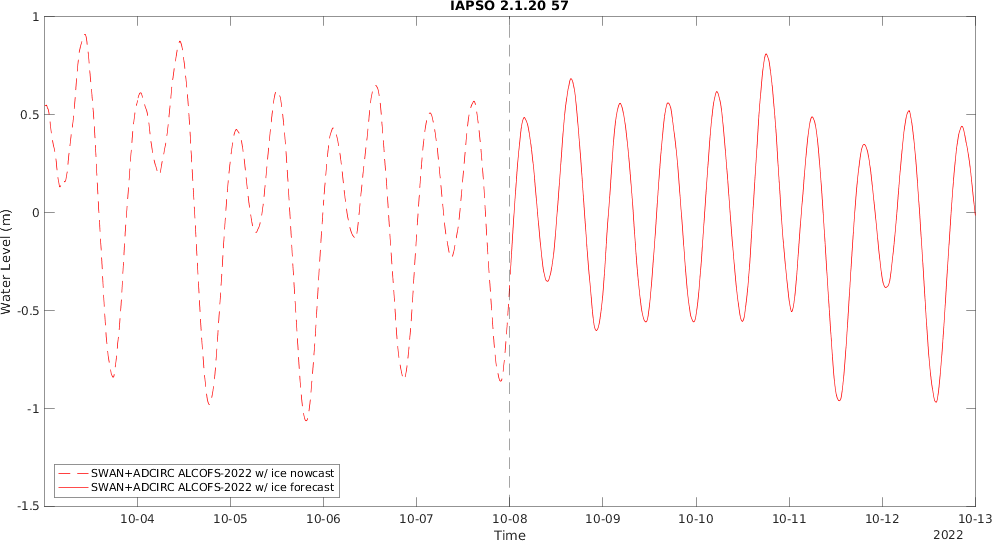 IAPSO 2.1.20 57
Water Level (m)
1
0.5
0
-0.5
-1
-1.5
SWAN+ADCIRC ALCOFS-2022 w/ ice nowcast
SWAN+ADCIRC ALCOFS-2022 w/ ice forecast
10-04 10-05 10-06 10-07 10-08 10-09 10-10 10-11 10-12 10-13
Time
2022